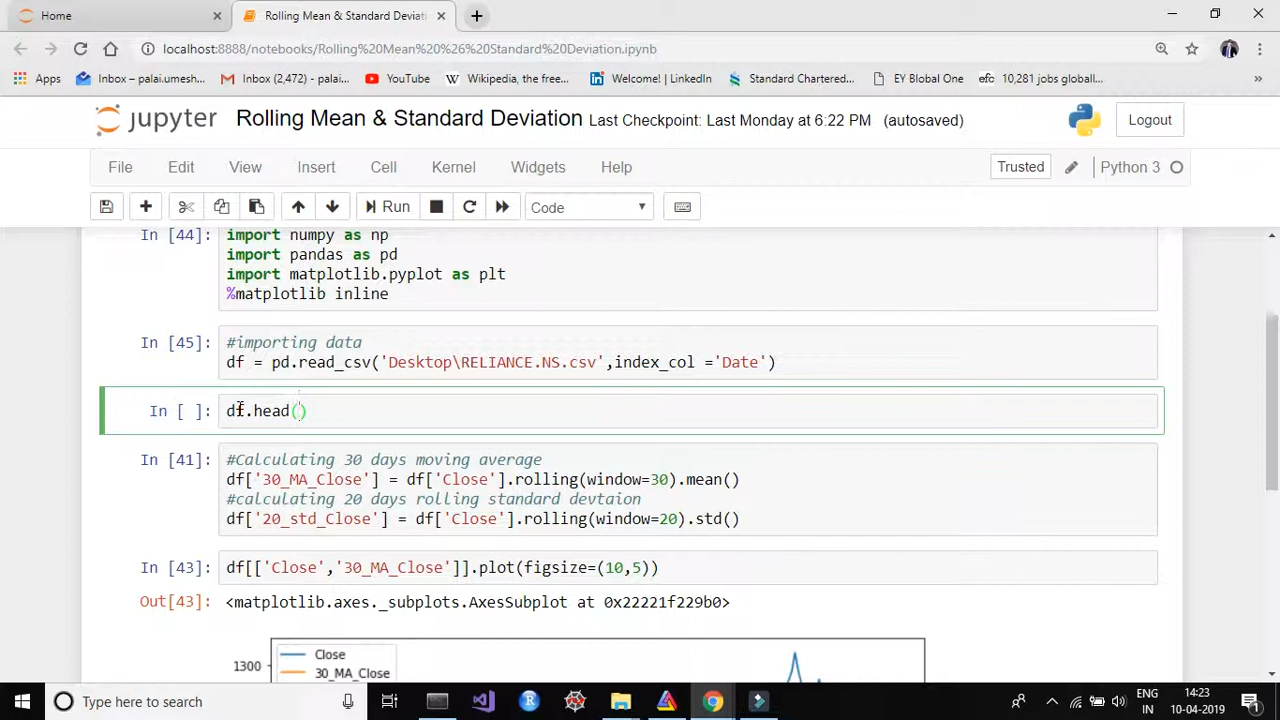 Home
Rolling Mean & Standard Deviati
localhost:8888/notebooks/Rolling%20Mean%20%26%20Standard%20Deviation.ipynb
Apps
Inbox – palai.umesh...
Inbox (2,472) – palai...
YouTube
Wikipedia, the free...
Welcome! | LinkedIn
Standard Chartered...
EY Blobal One
efc
10,281 jobs globall...
»
jupyter
Rolling Mean & Standard Deviation Last Checkpoint: Last Monday at 6:22 PM (autosaved)
Logout
File Edit View Insert Cell Kernel Widgets Help
Trusted
Python 3
Run
Code
In [44]: import numpy as np
import pandas as pd
import matplotlib.pyplot as plt
%matplotlib inline
In [45]: #importing data
df = pd.read_csv('Desktop\RELIANCE.NS.csv',index_col ='Date')
In [ ]: df.head()
In [41]: #Calculating 30 days moving average
df['30_MA_Close'] = df['Close'].rolling(window=30).mean()
#calculating 20 days rolling standard devtaion
df['20_std_Close'] = df['Close'].rolling(window=20).std()
In [43]: df[['Close','30_MA_Close']].plot(figsize=(10,5))
Out[43]: <matplotlib.axes._subplots.AxesSubplot at 0x22221f229b0>
Close
1300
30_MA_Close
Type here to search
ENG
IN
14:23
10-04-2019
1